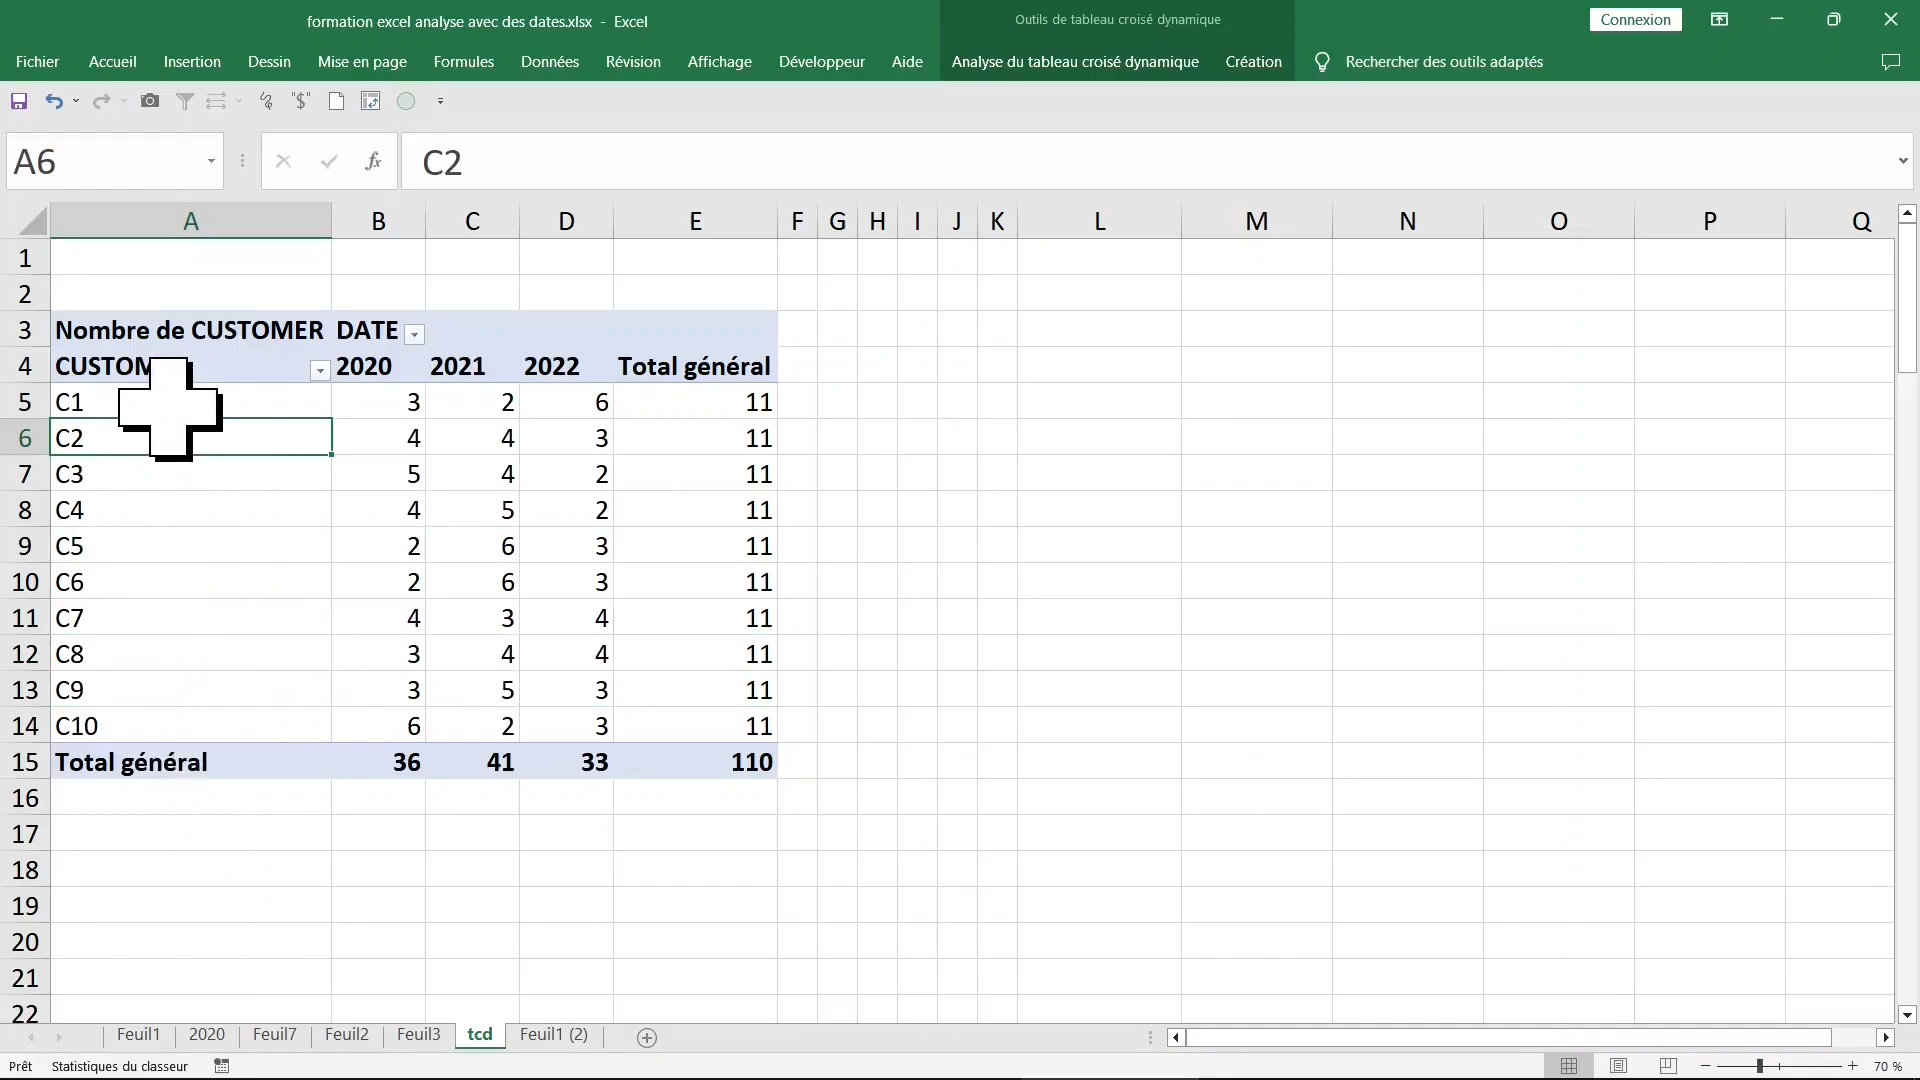 formation excel analyse avec des dates.xlsx - Excel
Outils de tableau croisé dynamique
Connexion
Fichier Accueil Insertion Dessin Mise en page Formules Données Révision Affichage Développeur Aide Analyse du tableau croisé dynamique Création Rechercher des outils adaptés
"$"
A6 fx C2
A B C D E F G H I J K L M N O P Q
1
2
3 Nombre de CUSTOMER DATE
4 CUSTOM 2020 2021 2022 Total général
5 C1 3 2 6 11
6 C2 4 4 3 11
7 C3 5 4 2 11
8 C4 4 5 2 11
9 C5 2 6 3 11
10 C6 2 6 3 11
11 C7 4 3 4 11
12 C8 3 4 4 11
13 C9 3 5 3 11
14 C10 6 2 3 11
15 Total général 36 41 33 110
16
17
18
19
20
21
22
Feuil1 2020 Feuil7 Feuil2 Feuil3 tcd Feuil1 (2)
Prêt Statistiques du classeur 70 %